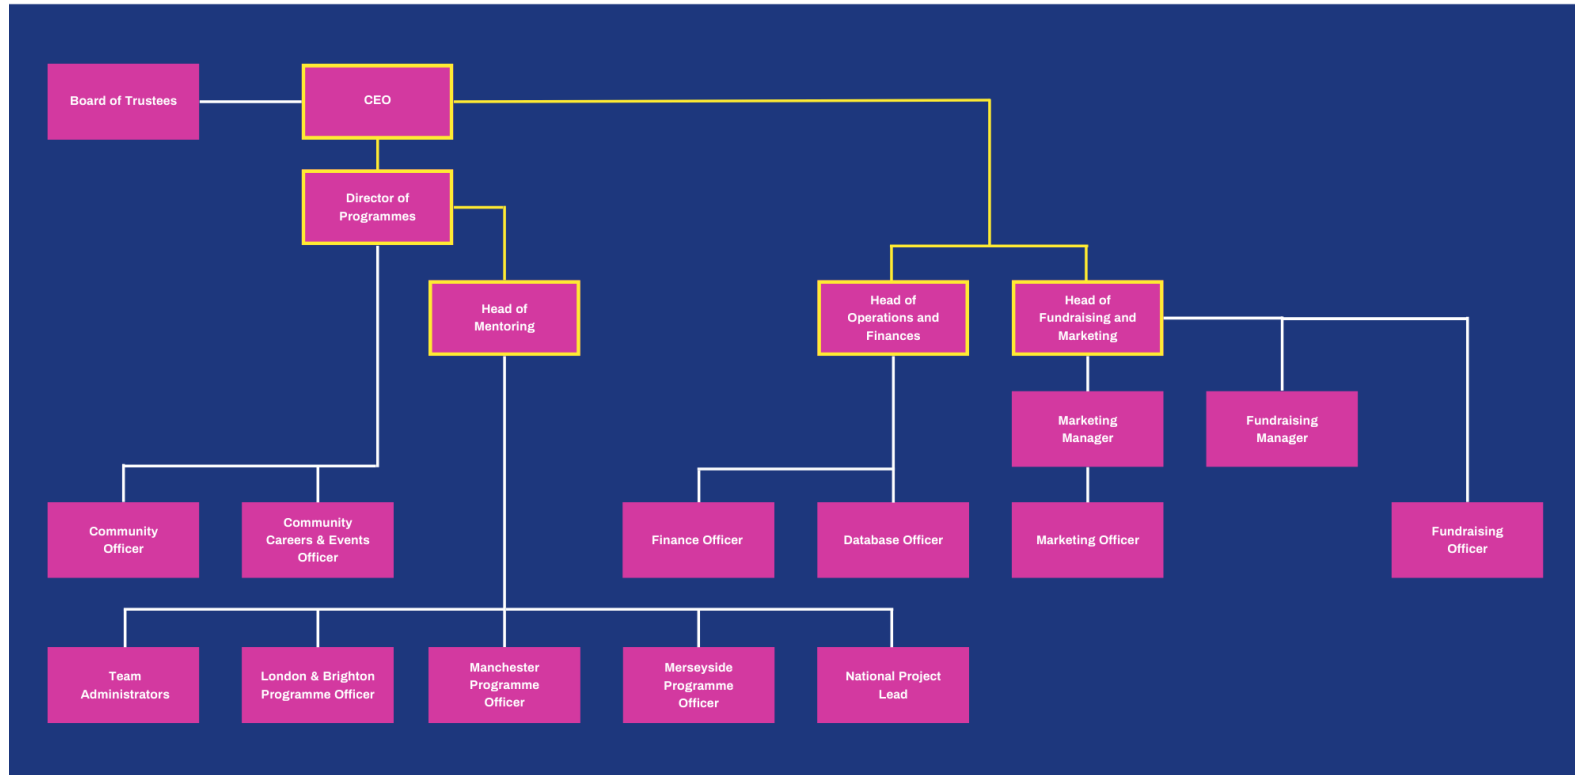 Board of Trustees
CEO
Director of
Programmes
Head of
Mentoring
Head of
Operations and
Finances
Head of
Fundraising and
Marketing
Marketing
Manager
Fundraising
Manager
Community
Officer
Community
Careers & Events
Officer
Finance Officer
Database Officer
Marketing Officer
Fundraising
Officer
Team
Administrators
London & Brighton
Programme Officer
Manchester
Programme
Officer
Merseyside
Programme
Officer
National Project
Lead